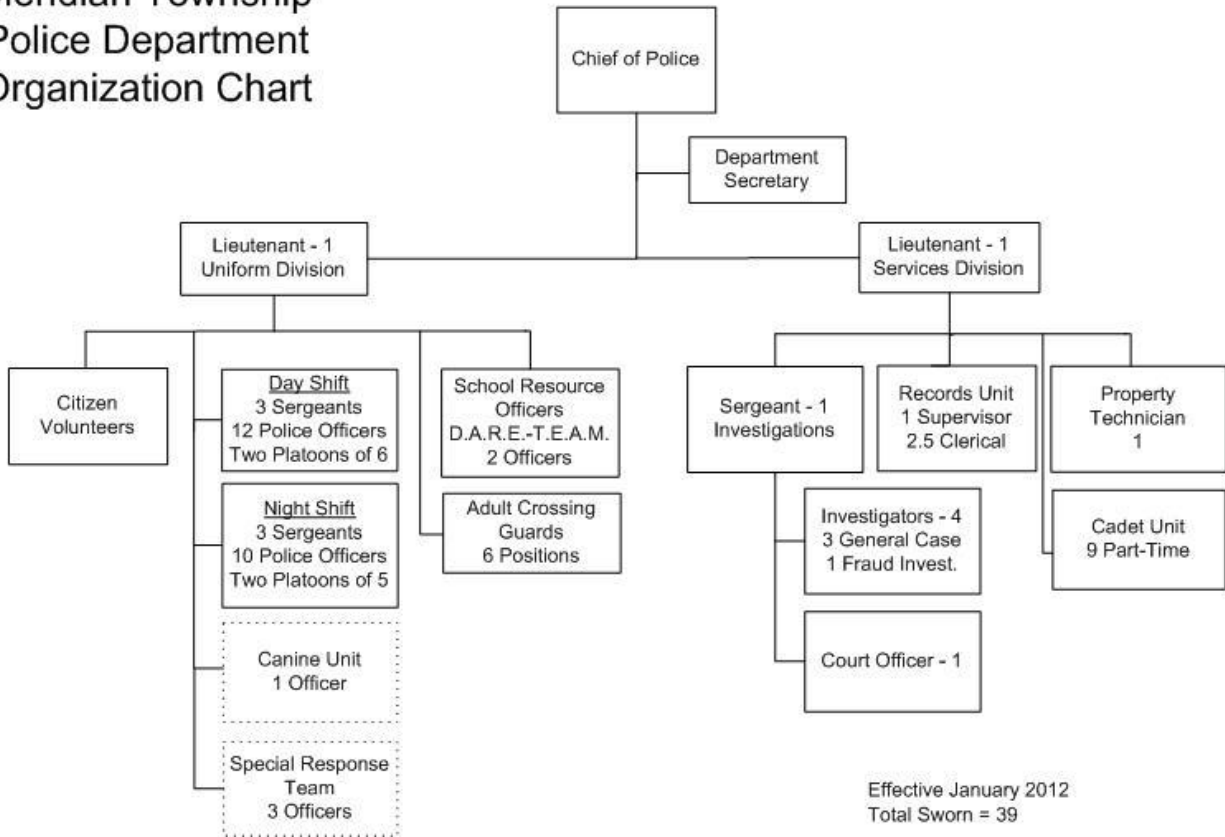 Meridian Township
Police Department
Organization Chart
Chief of Police
Department
Secretary
Lieutenant - 1
Uniform Division
Lieutenant - 1
Services Division
Citizen
Volunteers
Day Shift
3 Sergeants
12 Police Officers
Two Platoons of 6
School Resource
Officers
D.A.R.E.-T.E.A.M.
2 Officers
Night Shift
3 Sergeants
10 Police Officers
Two Platoons of 5
Adult Crossing
Guards
6 Positions
Canine Unit
1 Officer
Special Response
Team
3 Officers
Sergeant - 1
Investigations
Records Unit
1 Supervisor
2.5 Clerical
Property
Technician
1
Investigators - 4
3 General Case
1 Fraud Invest.
Cadet Unit
9 Part-Time
Court Officer - 1
Effective January 2012
Total Sworn = 39